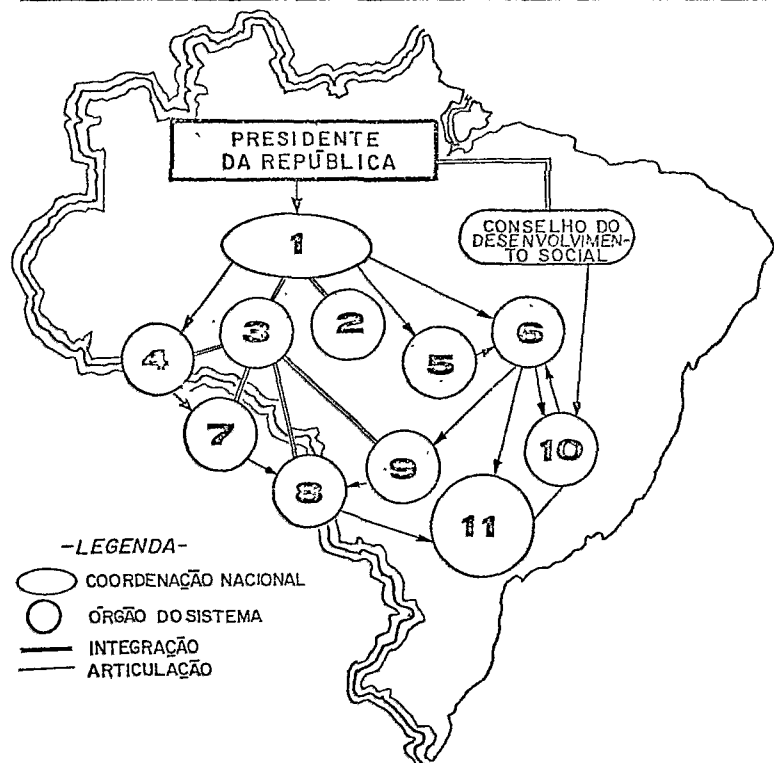 PRESIDENTE
DA REPÚBLICA
CONSELHO DO
DESENVOLVIMEN-
TO SOCIAL
1
2
3
4
5
6
7
8
9
10
11
-LEGENDA-
COORDENAÇÃO NACIONAL
ÓRGÃO DO SISTEMA
INTEGRAÇÃO
ARTICULAÇÃO